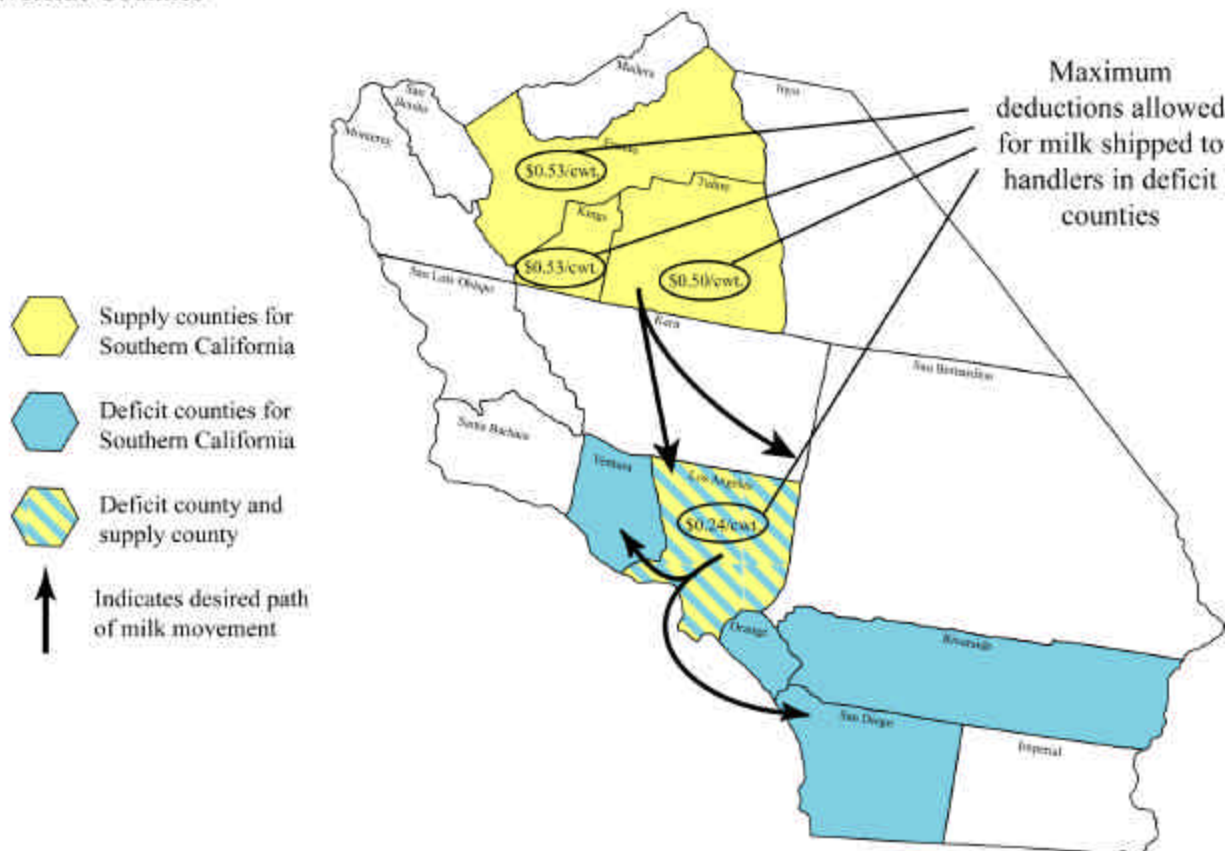 Maximum
deductions allowed
for milk shipped to
handlers in deficit
counties
Madera
San
Benito
Monterey
Inyo
Fresno
$0.53/cwt.
Tulare
Kings
$0.53/cwt.
$0.50/cwt.
San Luis Obispo
Kern
San Bernardino
Supply counties for
Southern California
Deficit counties for
Southern California
Deficit county and
supply county
Indicates desired path
of milk movement
Santa Barbara
Ventura
Los Angeles
$0.24/cwt.
Orange
Riverside
San Diego
Imperial